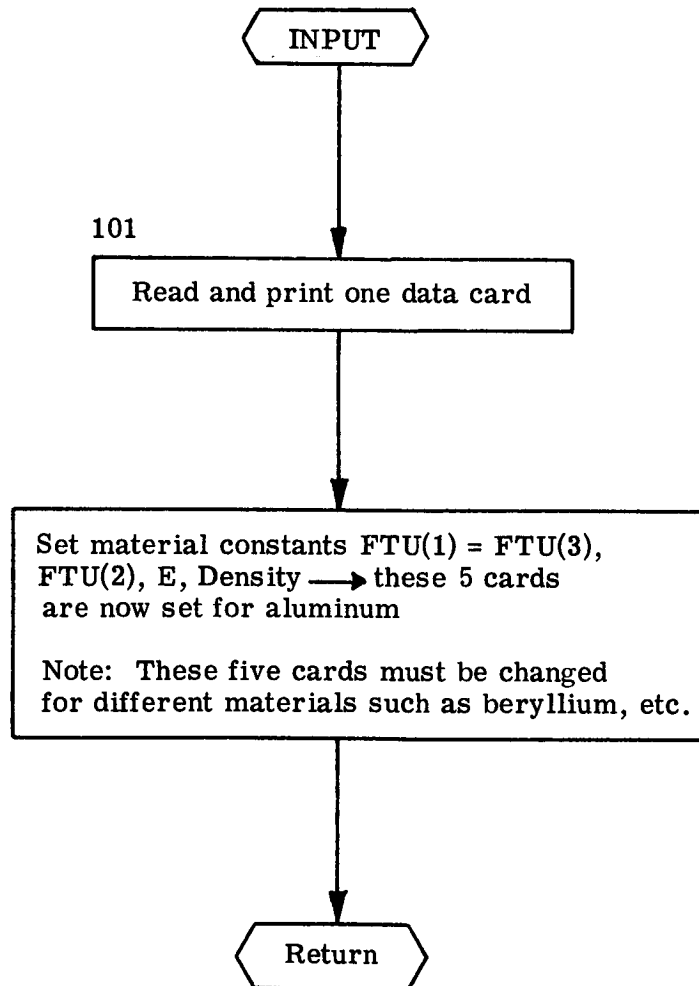 INPUT
101
Read and print one data card
Set material constants FTU(1) = FTU(3),
FTU(2), E, Density → these 5 cards
are now set for aluminum
Note: These five cards must be changed
for different materials such as beryllium, etc.
Return